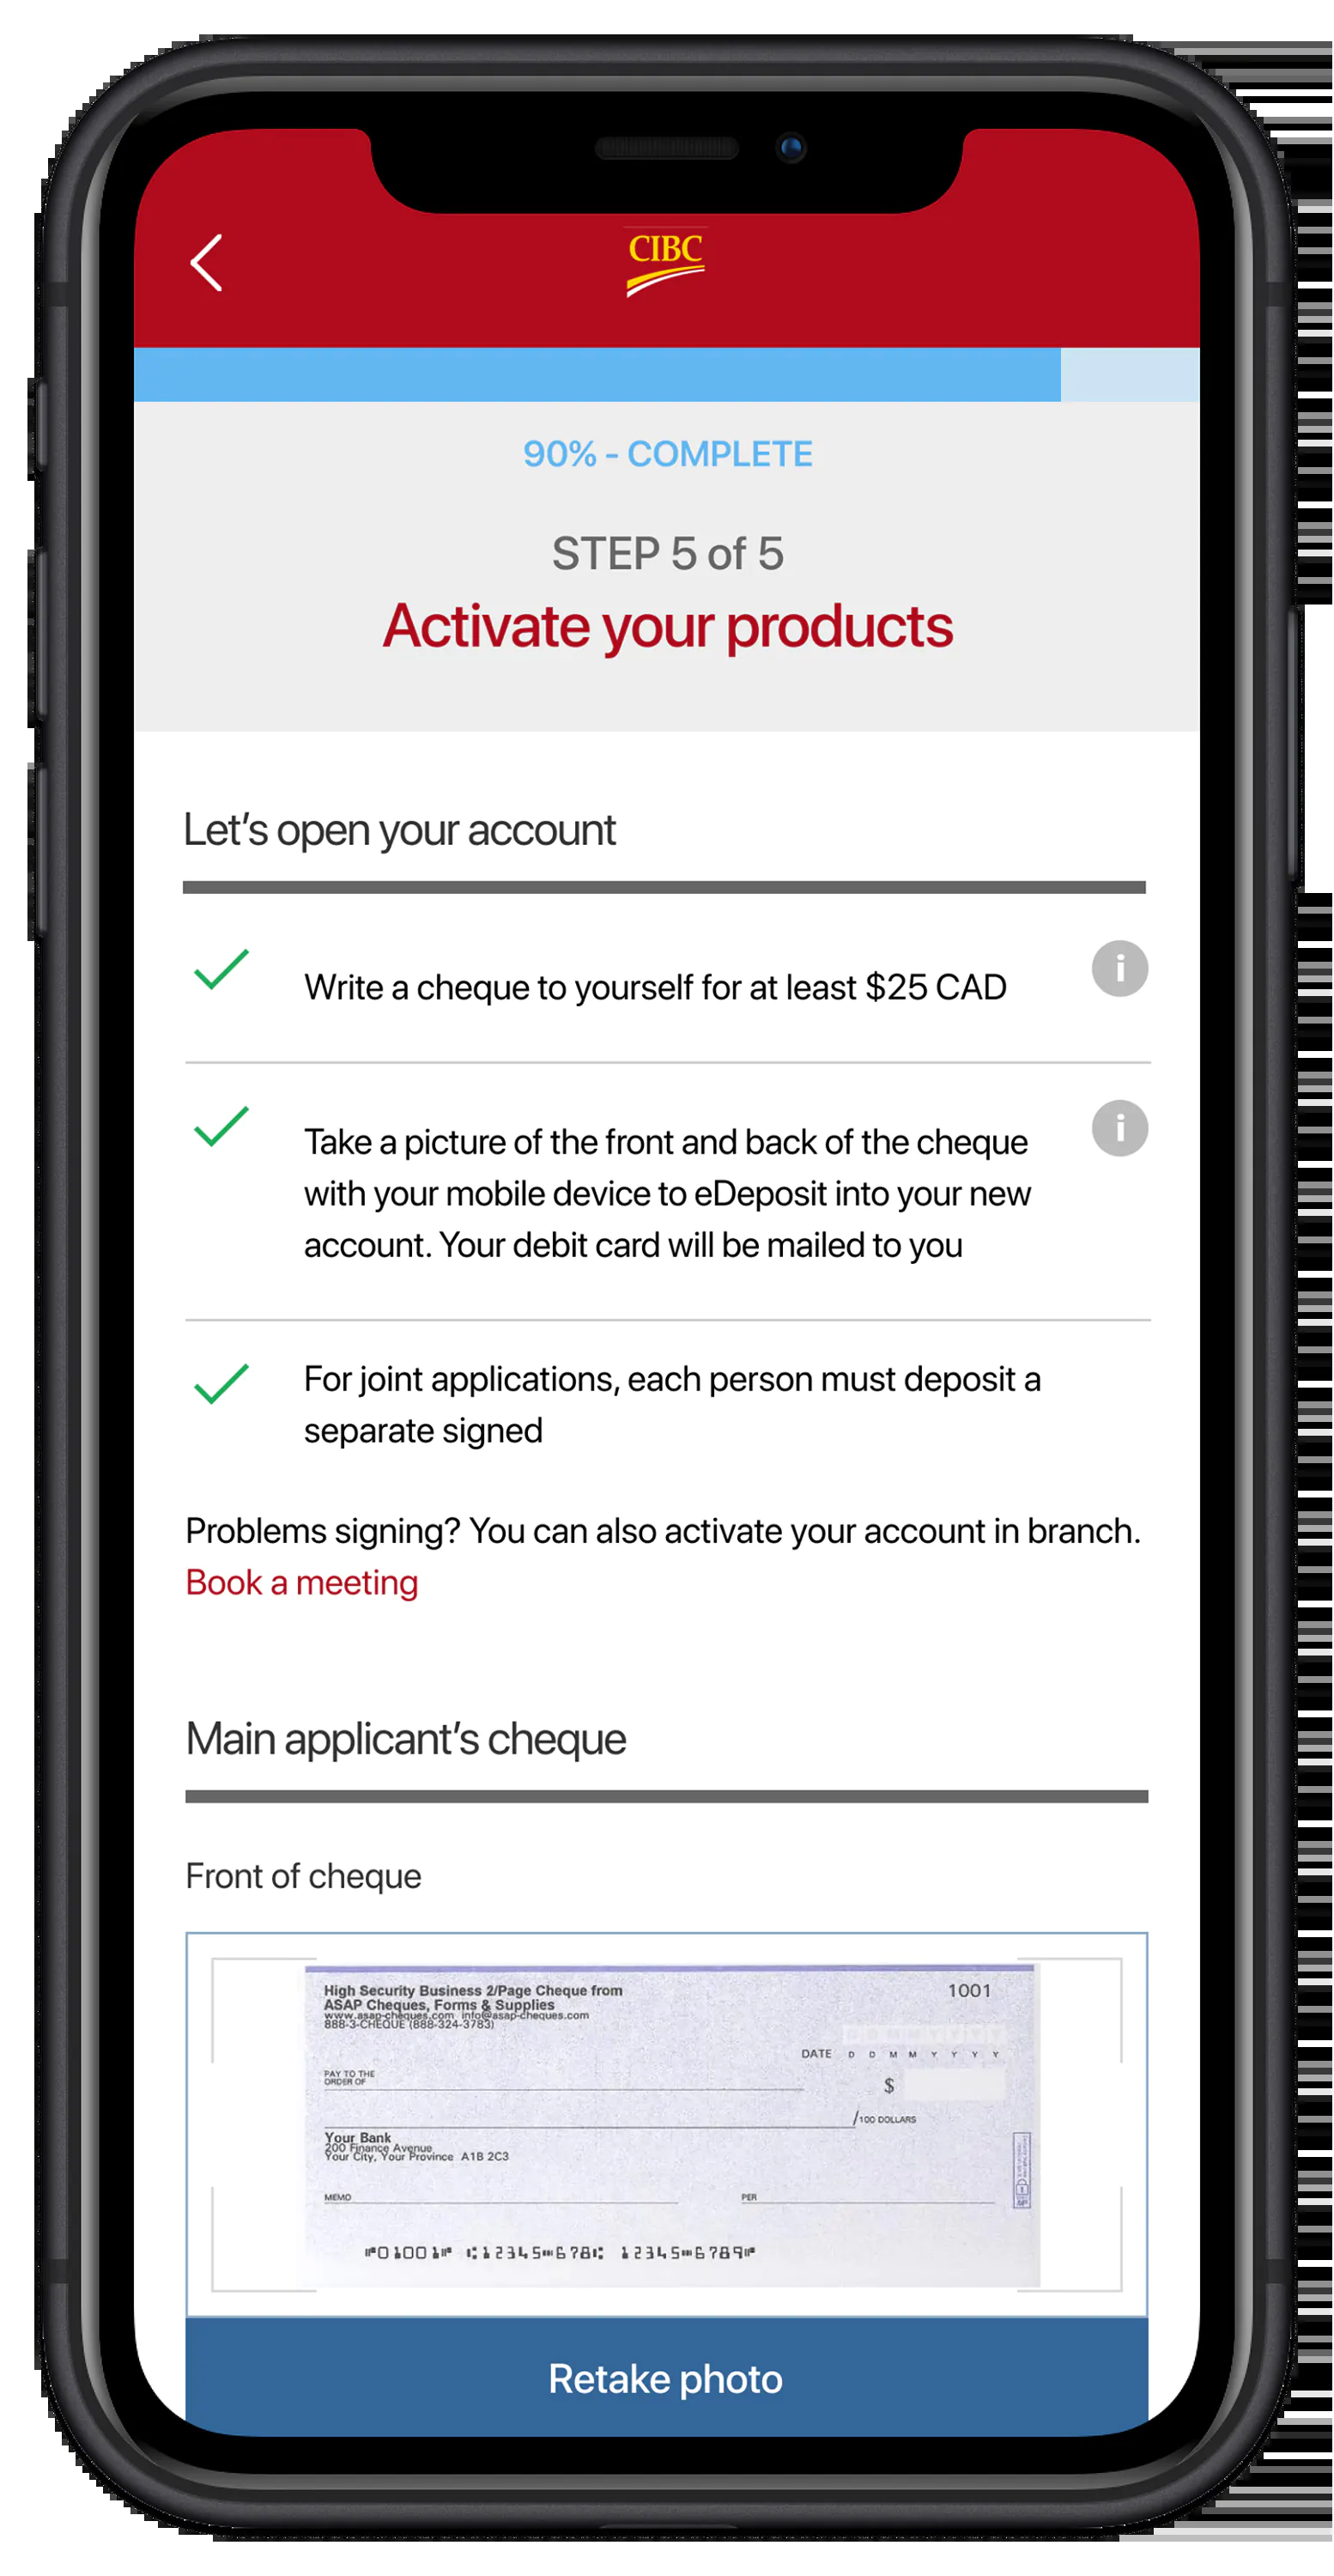 CIBC
90% - COMPLETE
STEP 5 of 5
Activate your products
Let's open your account
Write a cheque to yourself for at least $25 CAD
Take a picture of the front and back of the cheque
with your mobile device to eDeposit into your new
account. Your debit card will be mailed to you
For joint applications, each person must deposit a
separate signed
Problems signing? You can also activate your account in branch.
Book a meeting
Main applicant's cheque
Front of cheque
High Security Business 2/Page Cheque from
ASAP Cheques, Forms & Supplies
www.asap-cheques.com info@asap-cheques.com
888-3-CHEQUE (888-324-3783)
1001
DATE D D M M Y Y Y Y
PAY TO THE
ORDER OF
$
/100 DOLLARS
Your Bank
200 Finance Avenue
Your City, Your Province A1B 2C3
MEMO
PER
⑈01001⑈ ⑆12345⑉678⑆ 12345⑉6789⑈
Retake photo